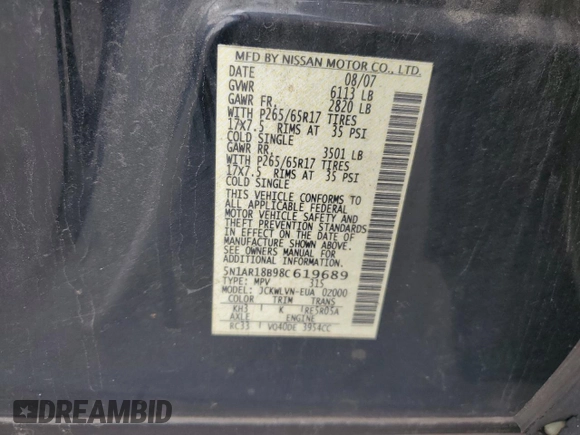 MFD BY NISSAN MOTOR CO., LTD.
DATE 08/07
GVWR 6113 LB
GAWR FR. 2820 LB
WITH P265/65R17 TIRES
17X7.5 RIMS AT 35 PSI
COLD SINGLE
GAWR RR. 3501 LB
WITH P265/65R17 TIRES
17X7.5 RIMS AT 35 PSI
COLD SINGLE
THIS VEHICLE CONFORMS TO
ALL APPLICABLE FEDERAL
MOTOR VEHICLE SAFETY AND
THEFT PREVENTION STANDARDS
IN EFFECT ON THE DATE OF
MANUFACTURE SHOWN ABOVE.
SEE OWNERS MANUAL FOR
ADDITIONAL INFORMATION
5N1AR18B98C619689
TYPE: MPV 315
MODEL: JCKWLVN-EUA 02000
COLOR TRIM TRANS
KH3 K RE5R05A
AXLE ENGINE
RC33 VQ40DE 3954CC
DREAMBID